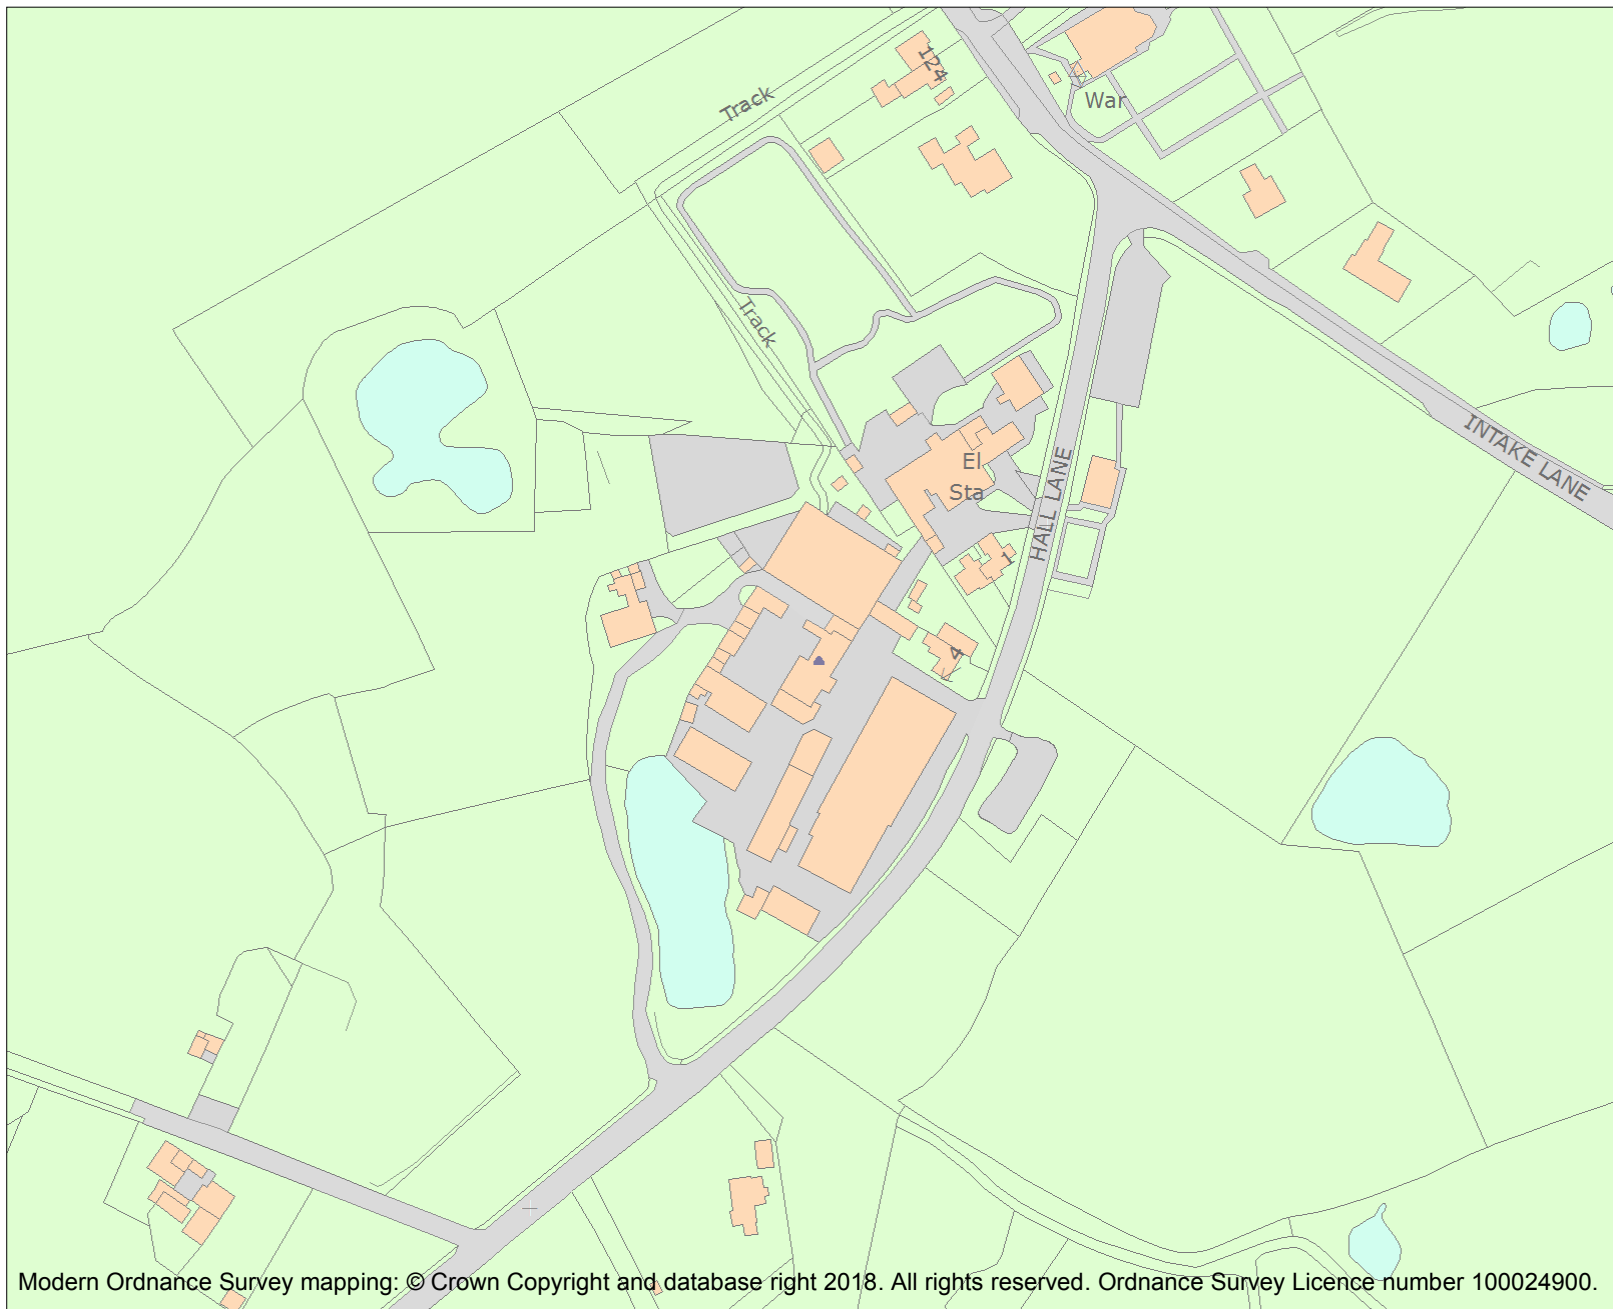 124
Track
War
Track
INTAKE LANE
El
Sta
HALL LANE
1
4
Modern Ordnance Survey mapping: © Crown Copyright and database right 2018. All rights reserved. Ordnance Survey Licence number 100024900.